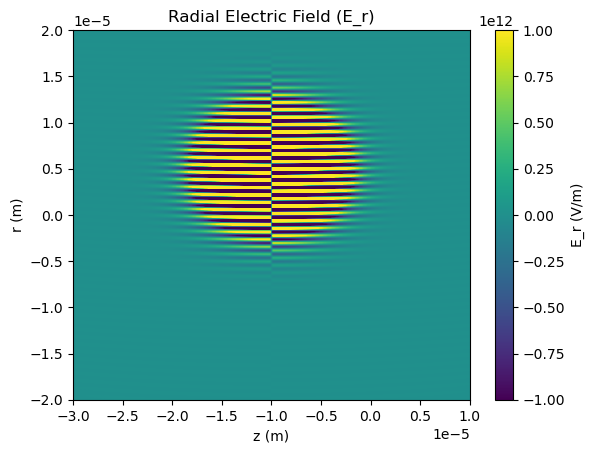 Radial Electric Field (E_r)
1e−5
1e12
2.0
1.5
1.0
0.5
0.0
−0.5
−1.0
−1.5
−2.0
r (m)
−3.0 −2.5 −2.0 −1.5 −1.0 −0.5 0.0 0.5 1.0
z (m)
1e−5
1.00
0.75
0.50
0.25
0.00
−0.25
−0.50
−0.75
−1.00
E_r (V/m)